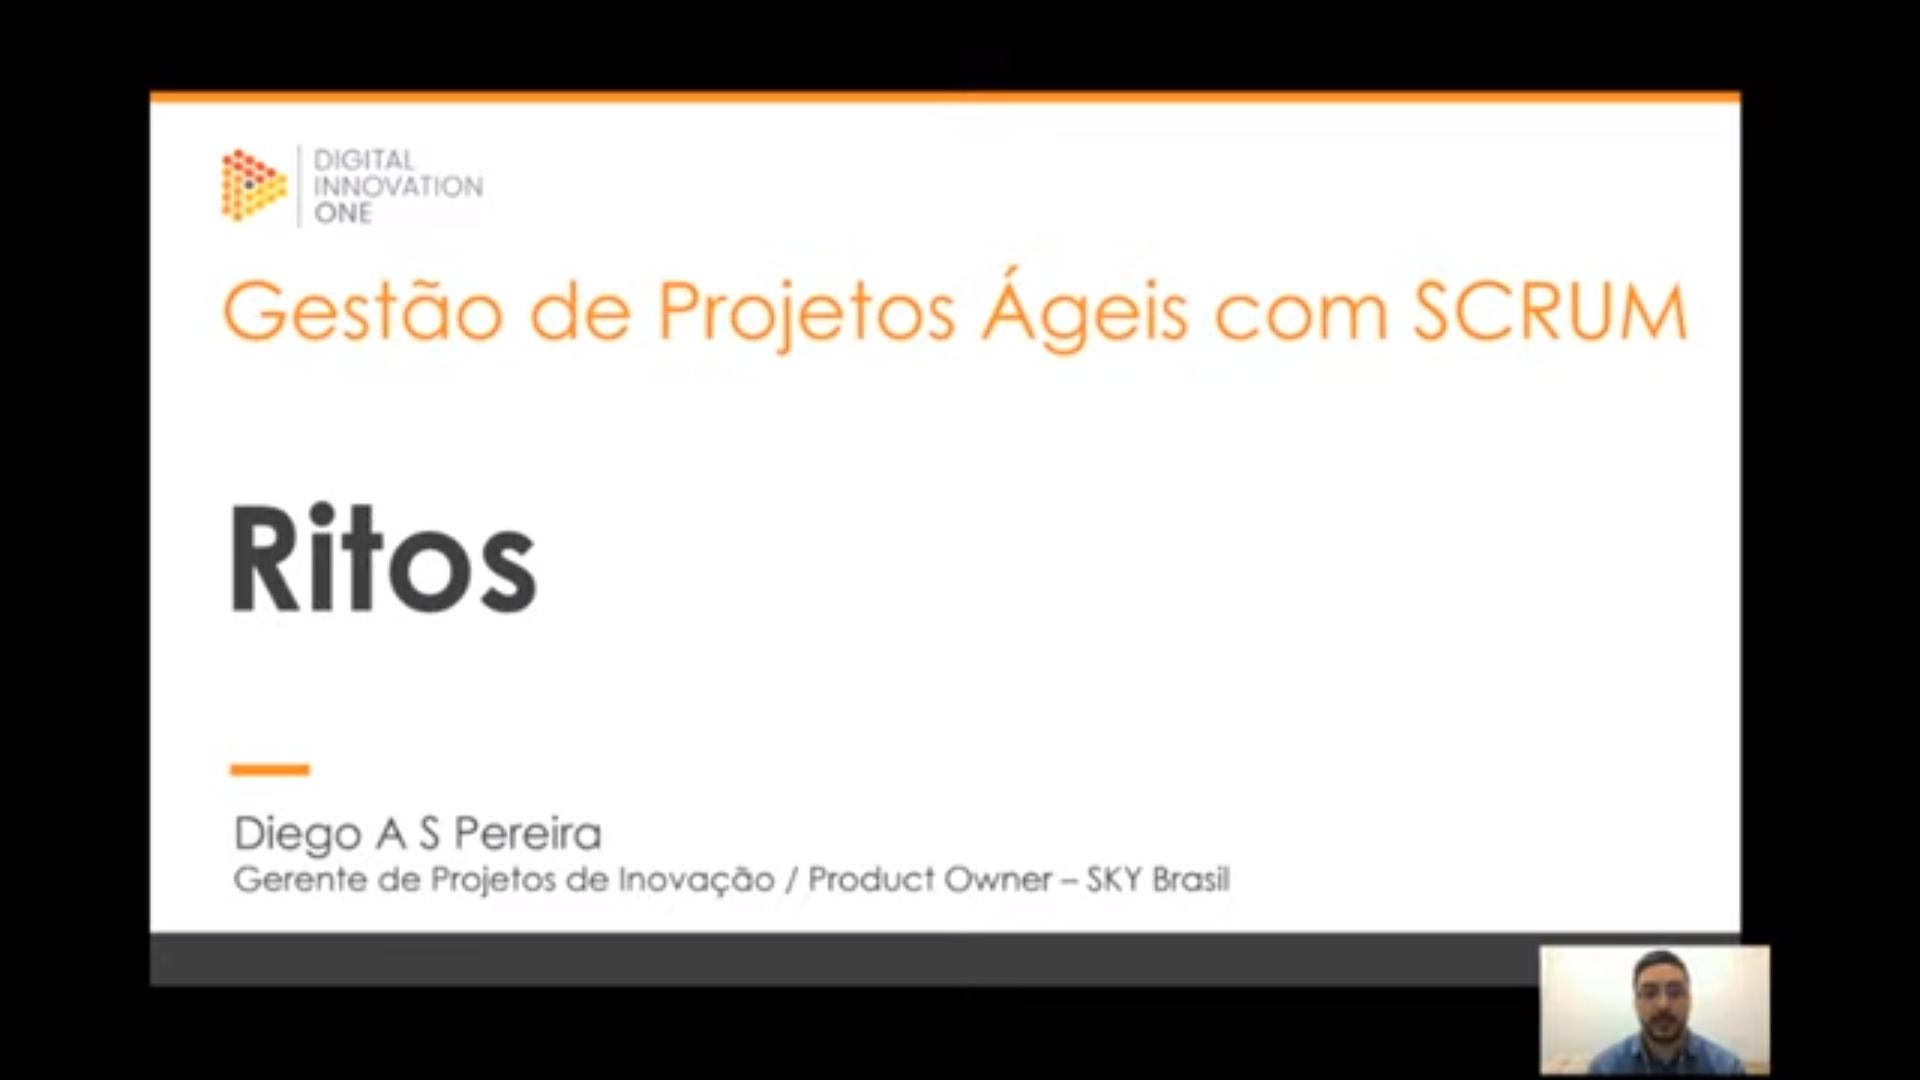 DIGITAL
INNOVATION
ONE
Gestão de Projetos Ágeis com SCRUM
Ritos
Diego A S Pereira
Gerente de Projetos de Inovação / Product Owner – SKY Brasil